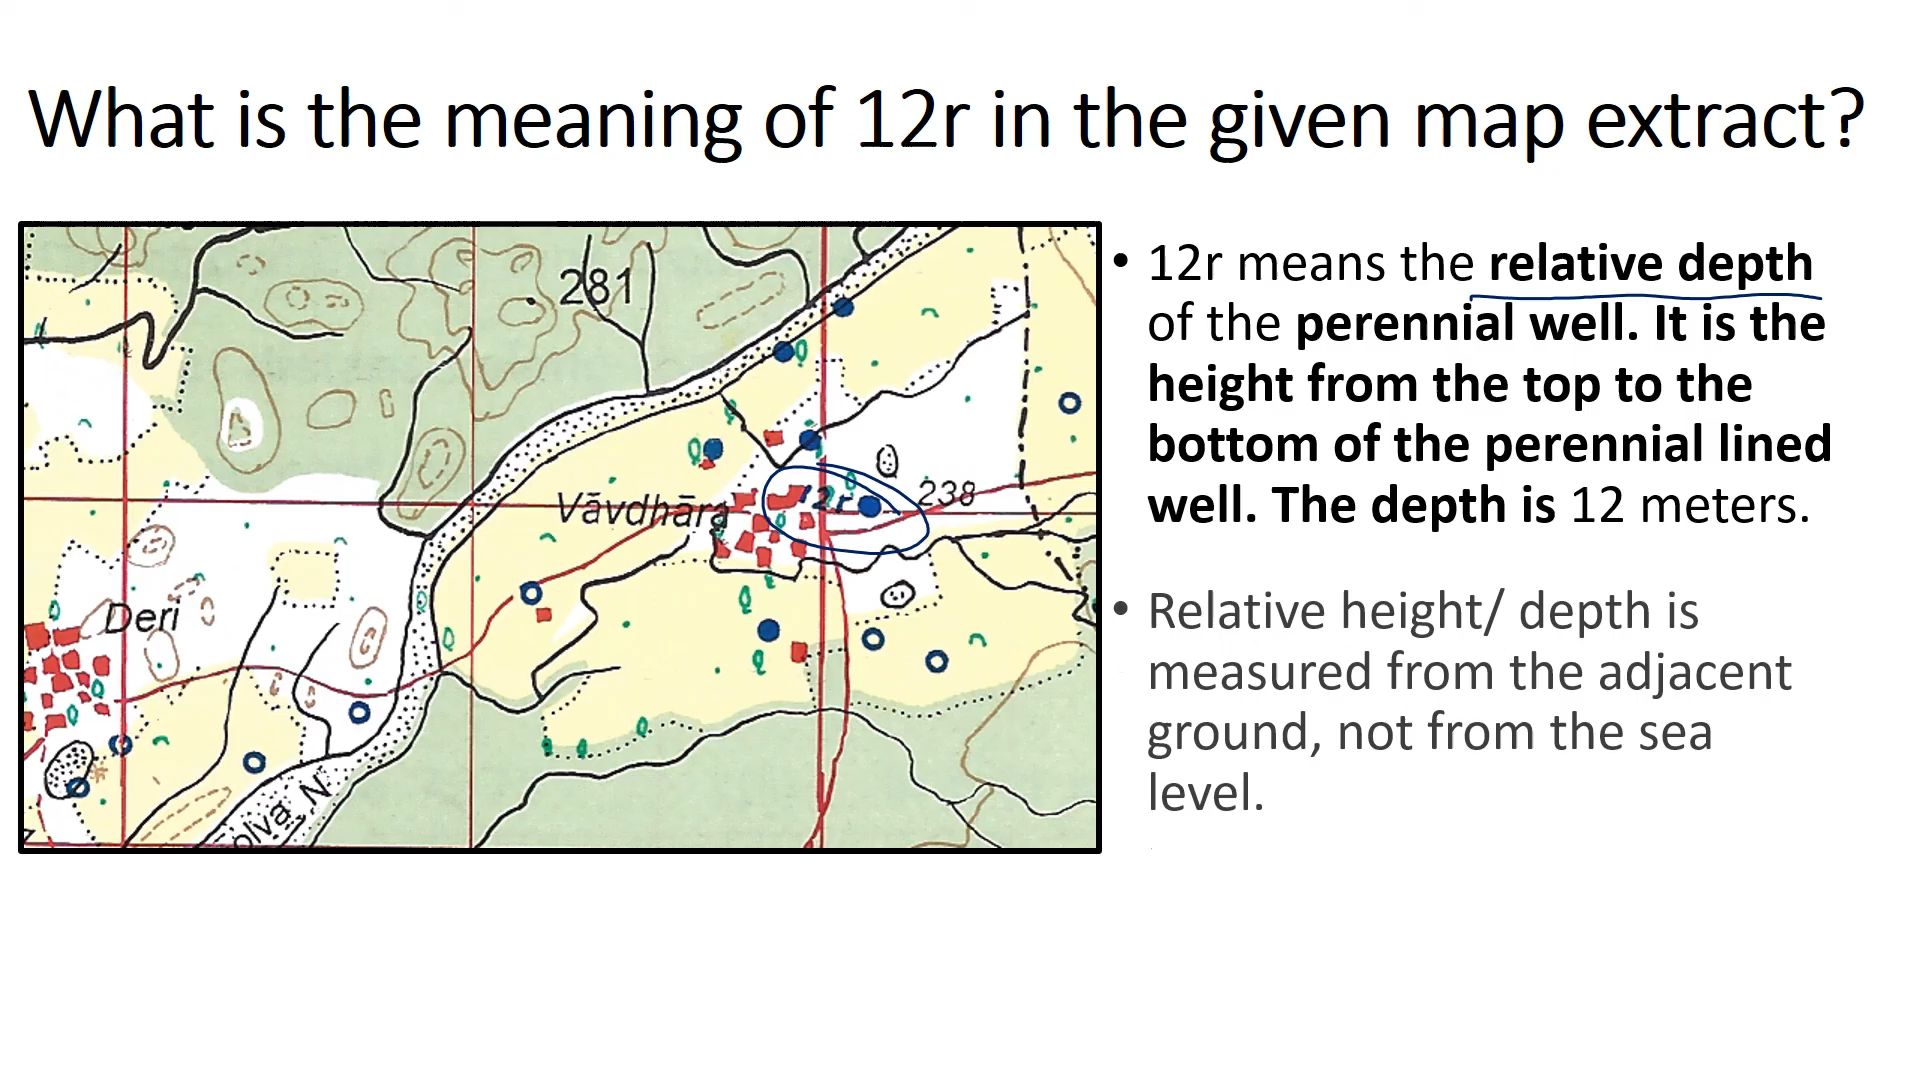 What is the meaning of 12r in the given map extract?
281
Vāvdhāra
12r
238
Deri
olva N
• 12r means the relative depth
of the perennial well. It is the
height from the top to the
bottom of the perennial lined
well. The depth is 12 meters.
• Relative height/ depth is
measured from the adjacent
ground, not from the sea
level.